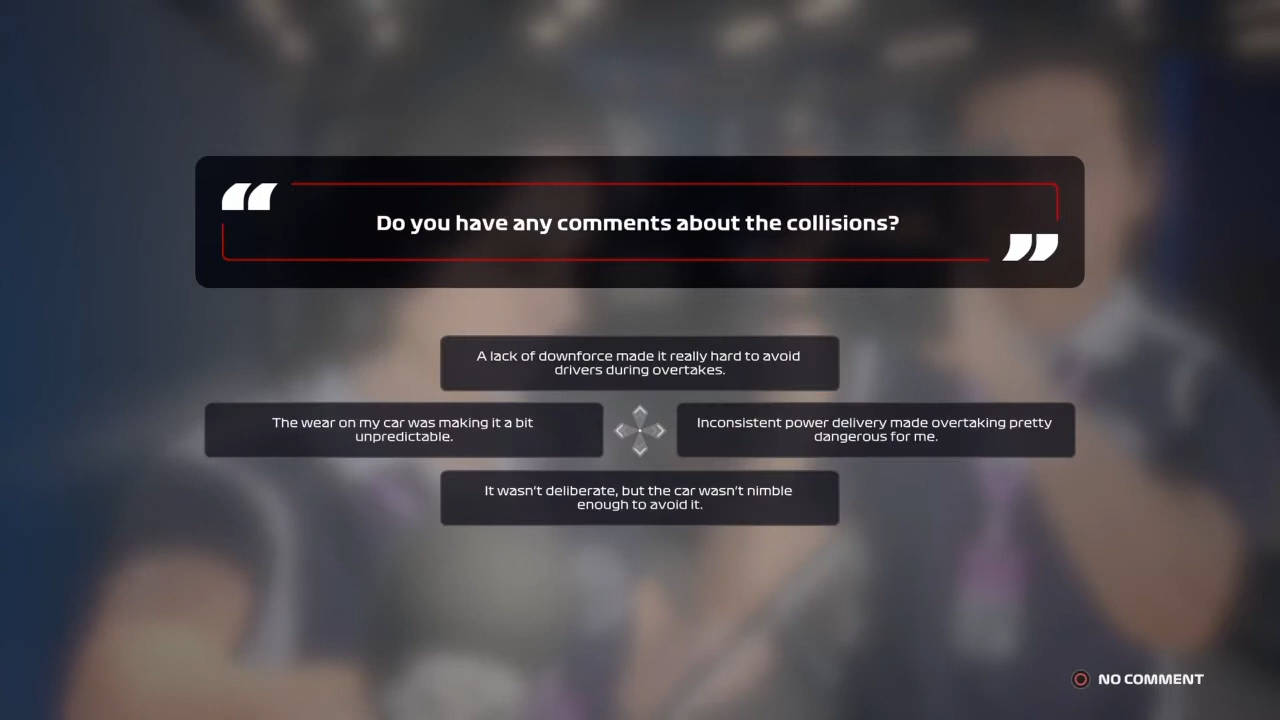 Do you have any comments about the collisions?
A lack of downforce made it really hard to avoid
drivers during overtakes.
The wear on my car was making it a bit
unpredictable.
Inconsistent power delivery made overtaking pretty
dangerous for me.
It wasn't deliberate, but the car wasn't nimble
enough to avoid it.
NO COMMENT